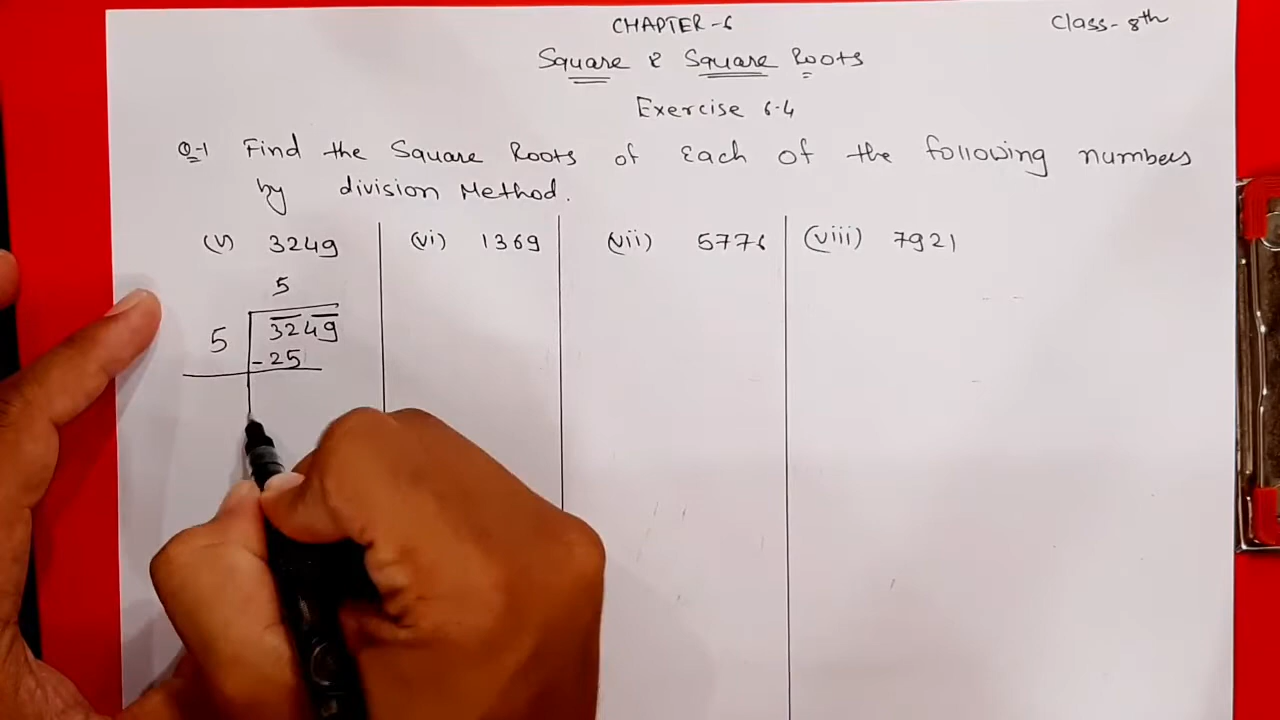 CHAPTER-6
Class-8th
Square & Square Roots
Exercise 6.4
Q-1 Find the Square Roots of Each of the following numbers
by division Method.
(v) 3249
(vi) 1369
(vii) 5776
(viii) 7921
5
5 3249
-25